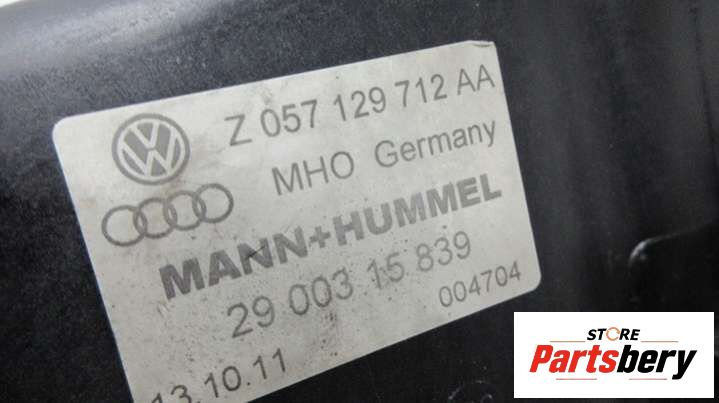 Z 057 129 712 AA
MHO Germany
MANN+HUMMEL
29 003 15 839
004704
13.10.11
STORE
Partsbery